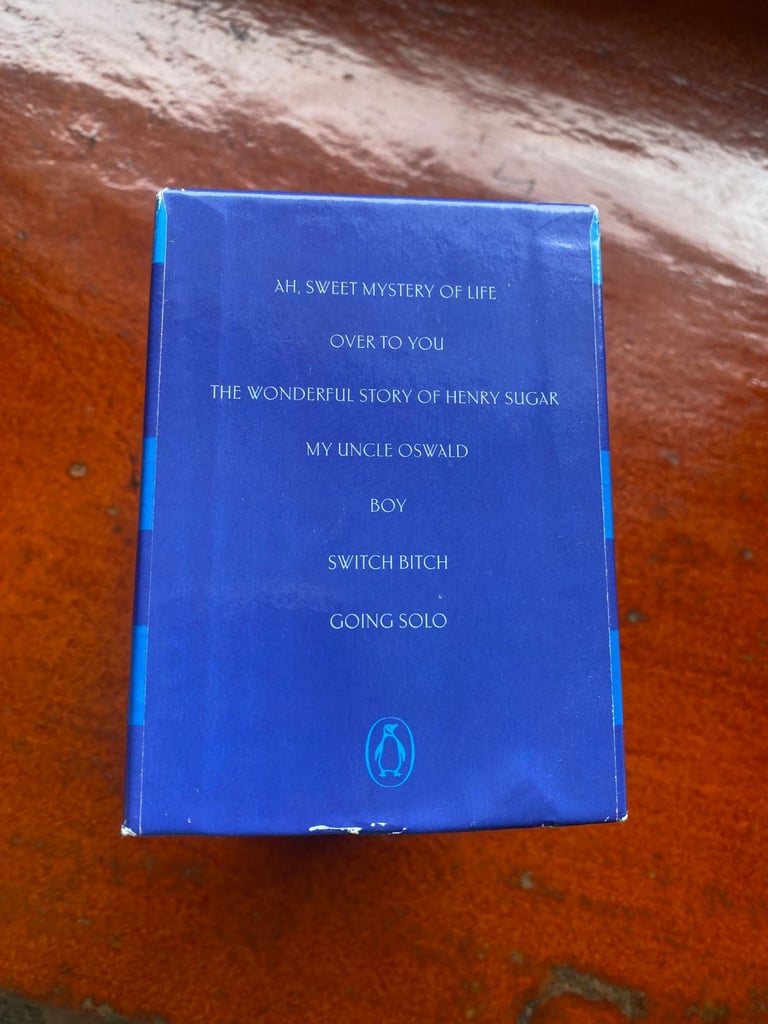 AH, SWEET MYSTERY OF LIFE
OVER TO YOU
THE WONDERFUL STORY OF HENRY SUGAR
MY UNCLE OSWALD
BOY
SWITCH BITCH
GOING SOLO